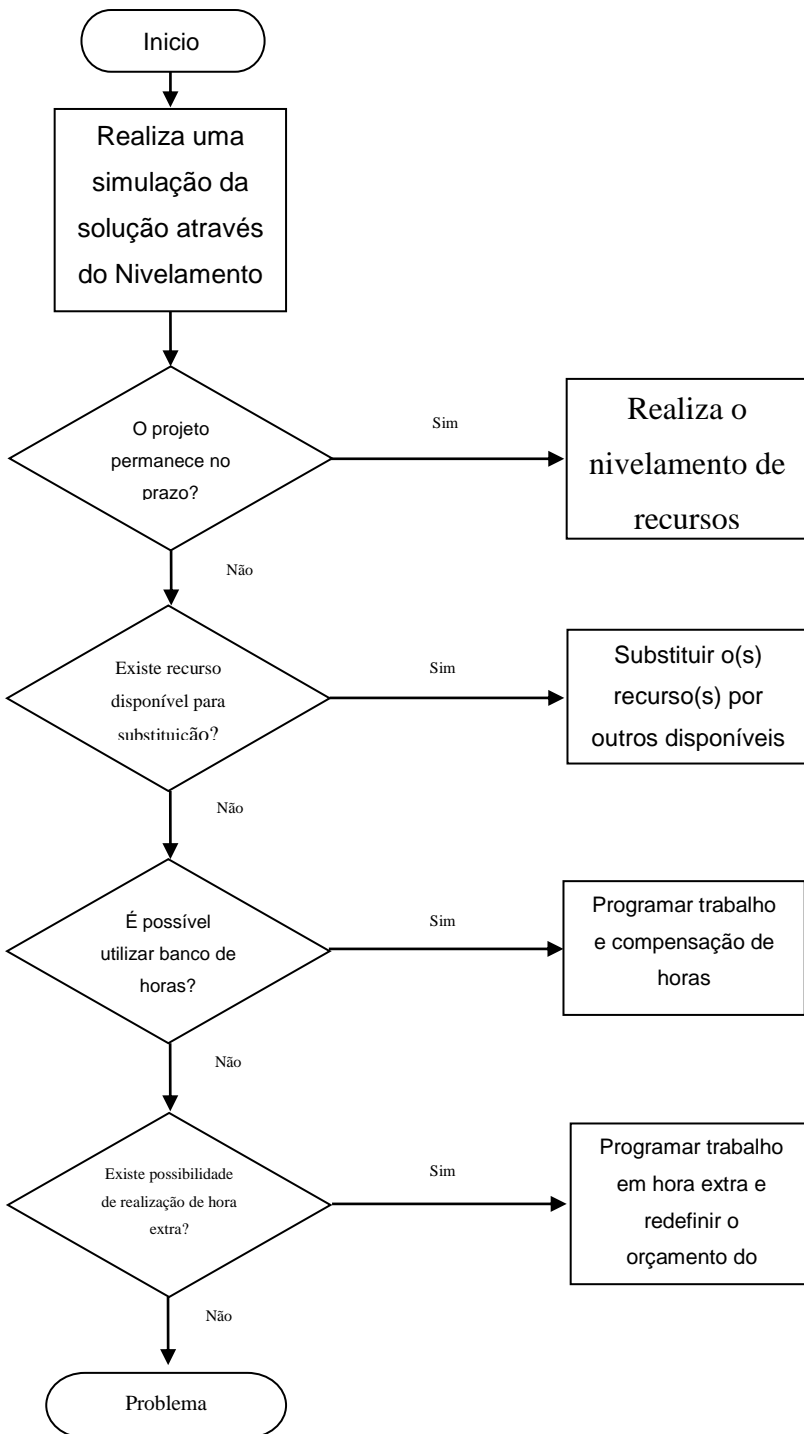 Inicio
Realiza uma
simulação da
solução através
do Nivelamento
O projeto
permanece no
prazo?
Sim
Realiza o
nivelamento de
recursos
Não
Existe recurso
disponível para
substituição?
Sim
Substituir o(s)
recurso(s) por
outros disponíveis
Não
É possível
utilizar banco de
horas?
Sim
Programar trabalho
e compensação de
horas
Não
Existe possibilidade
de realização de hora
extra?
Sim
Programar trabalho
em hora extra e
redefinir o
orçamento do
Não
Problema